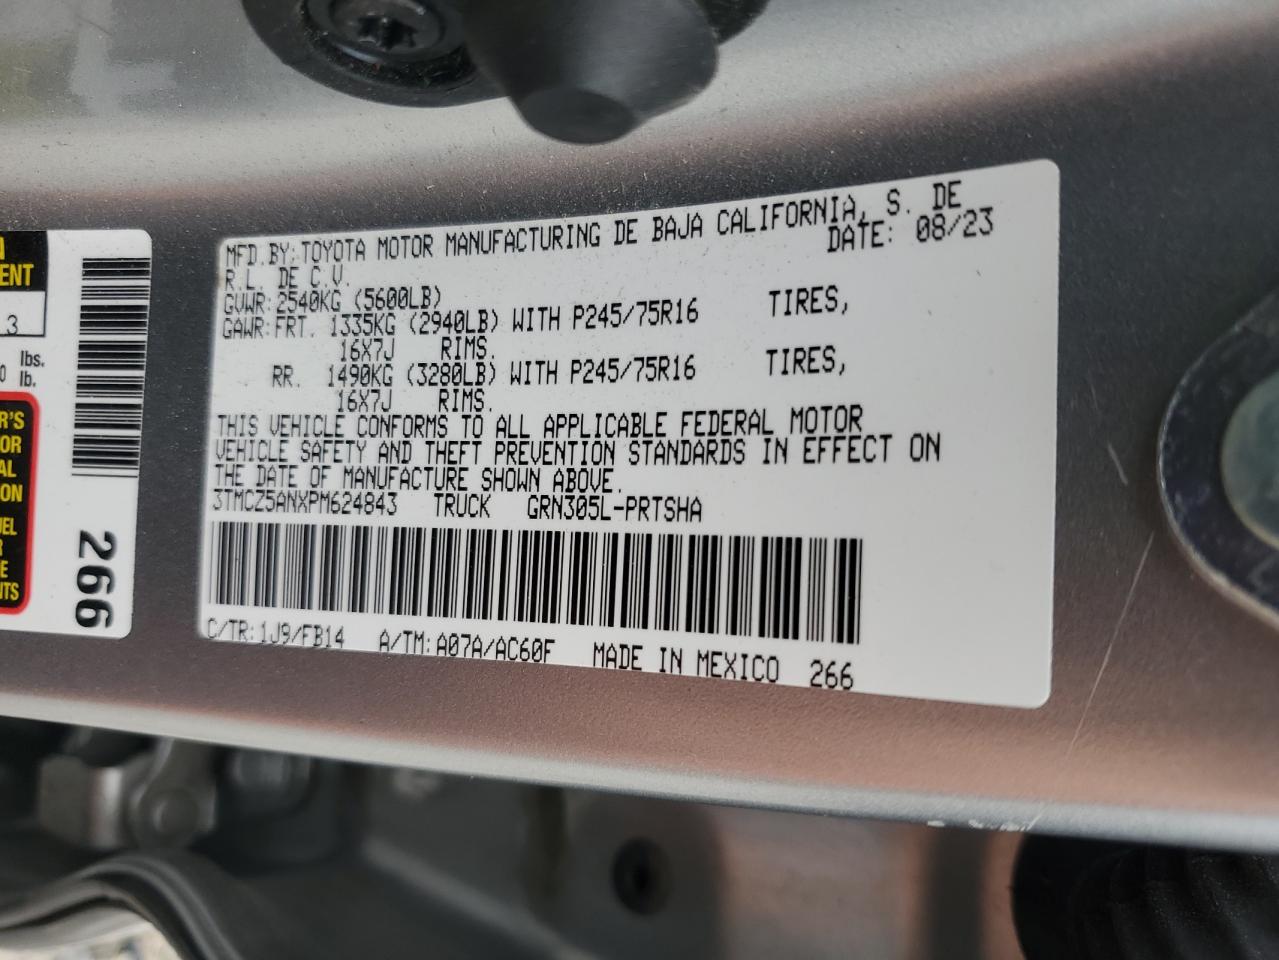 MFD.BY:TOYOTA MOTOR MANUFACTURING DE BAJA CALIFORNIA, S. DE
R.L. DE C.V. DATE: 08/23
GVWR:2540KG (5600LB)
GAWR:FRT. 1335KG (2940LB) WITH P245/75R16 TIRES,
16X7J RIMS.
RR. 1490KG (3280LB) WITH P245/75R16 TIRES,
16X7J RIMS.
THIS VEHICLE CONFORMS TO ALL APPLICABLE FEDERAL MOTOR
VEHICLE SAFETY AND THEFT PREVENTION STANDARDS IN EFFECT ON
THE DATE OF MANUFACTURE SHOWN ABOVE.
3TMCZ5ANXPM624843 TRUCK GRN305L-PRTSHA
C/TR:1J9/FB14 A/TM:A07A/AC60F MADE IN MEXICO 266
3
lbs.
lb.
266